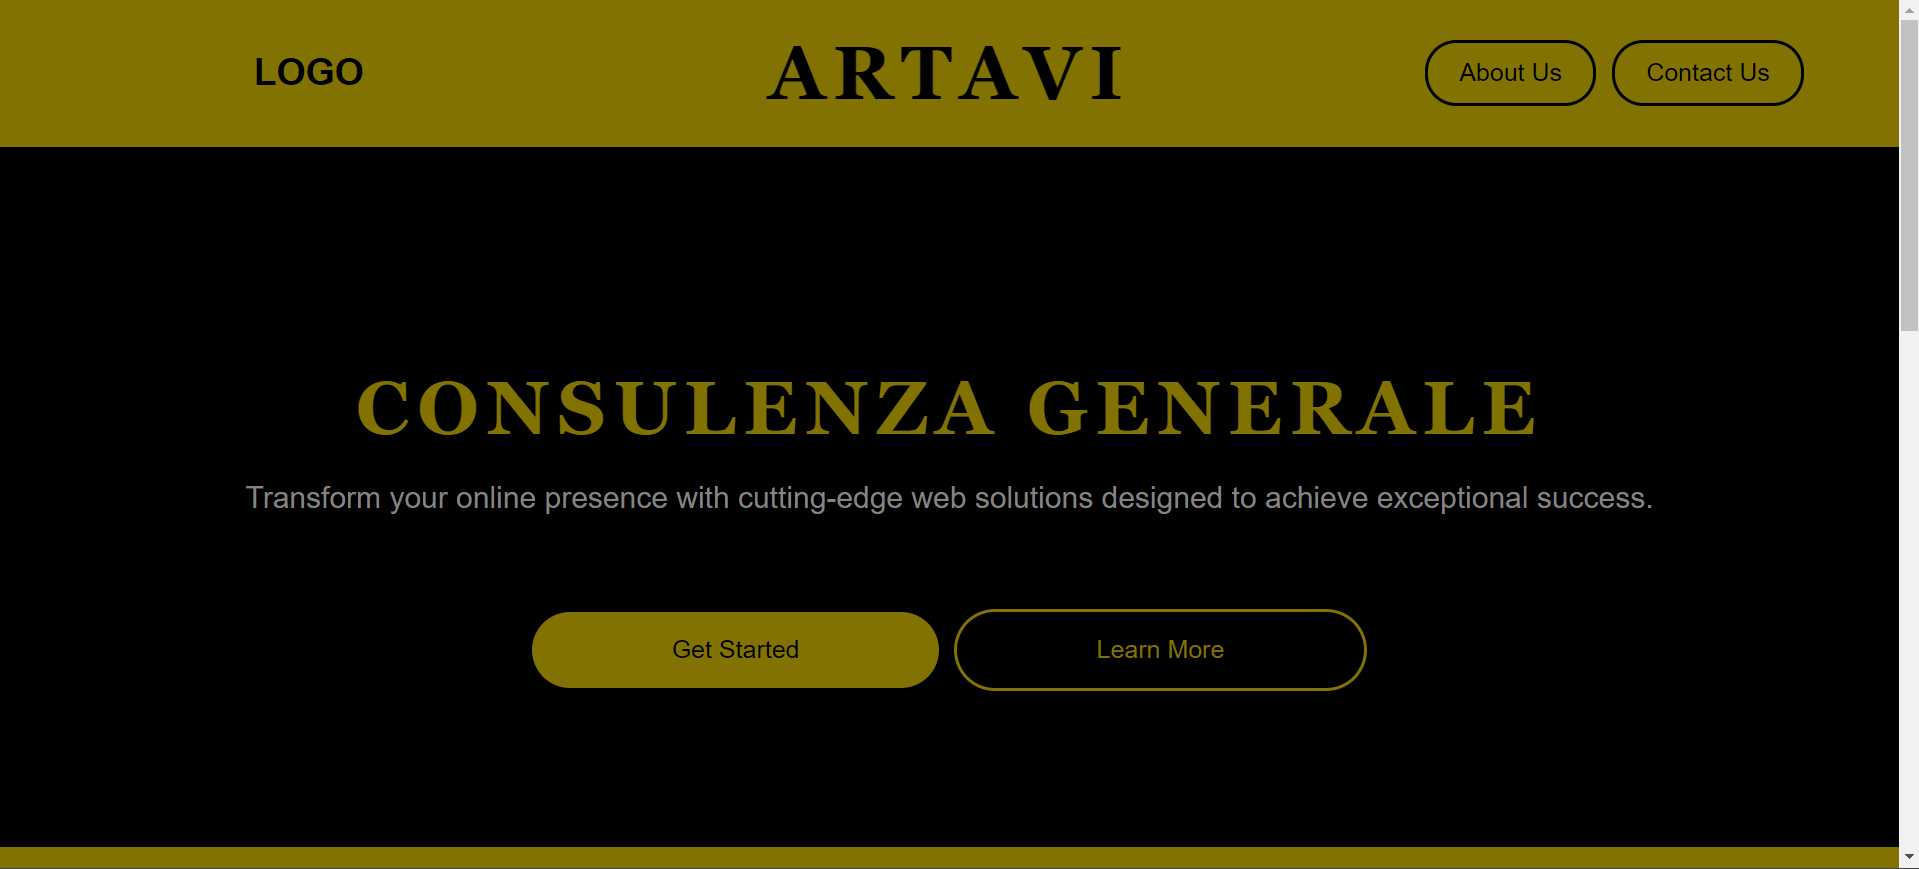 LOGO
ARTAVI
About Us
Contact Us
CONSULENZA GENERALE
Transform your online presence with cutting-edge web solutions designed to achieve exceptional success.
Get Started
Learn More